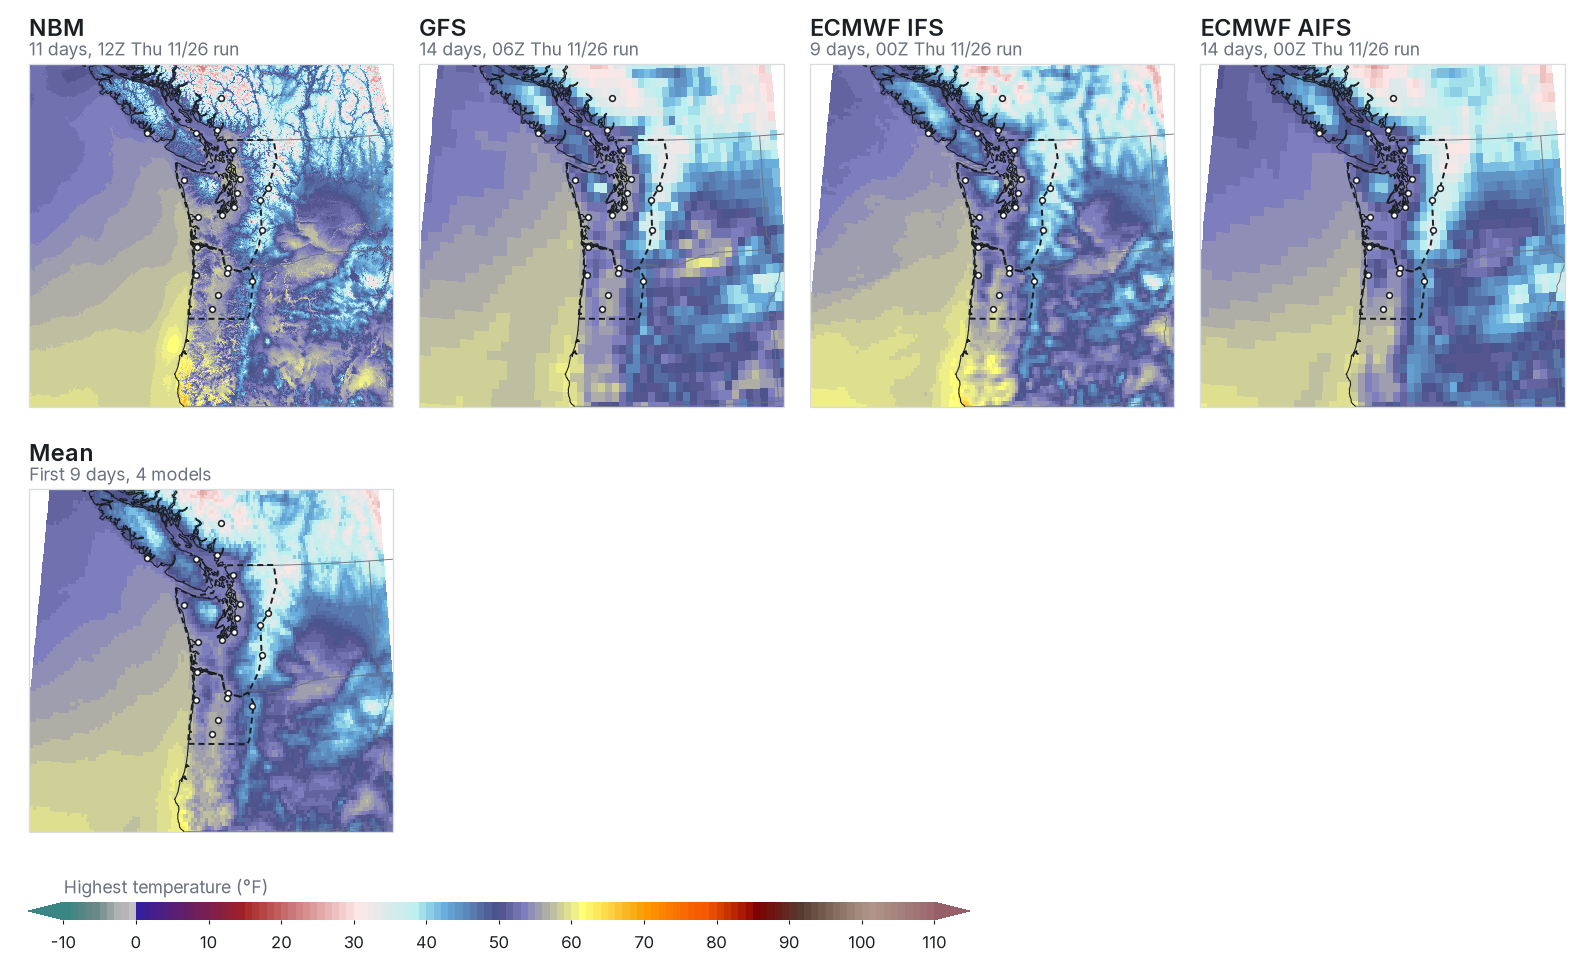 NBM
11 days, 12Z Thu 11/26 run
GFS
14 days, 06Z Thu 11/26 run
ECMWF IFS
9 days, 00Z Thu 11/26 run
ECMWF AIFS
14 days, 00Z Thu 11/26 run
Mean
First 9 days, 4 models
Highest temperature (°F)
-10 0 10 20 30 40 50 60 70 80 90 100 110